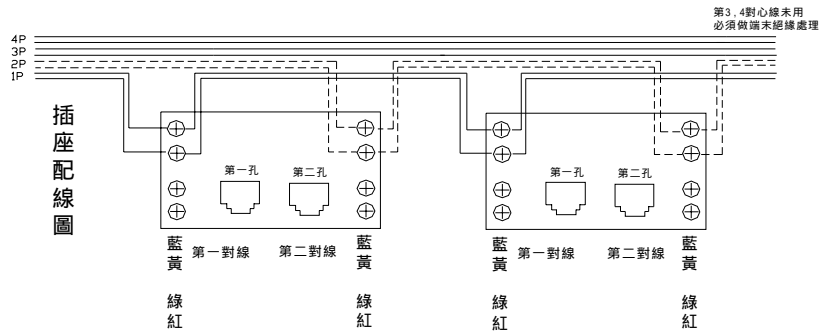 第3,4對心線未用
必須做端末絕緣處理
4P
3P
2P
1P
插座配線圖
第一孔
第二孔
第一孔
第二孔
藍黃
綠紅
第一對線
第二對線
藍黃
綠紅
藍黃
綠紅
第一對線
第二對線
藍黃
綠紅